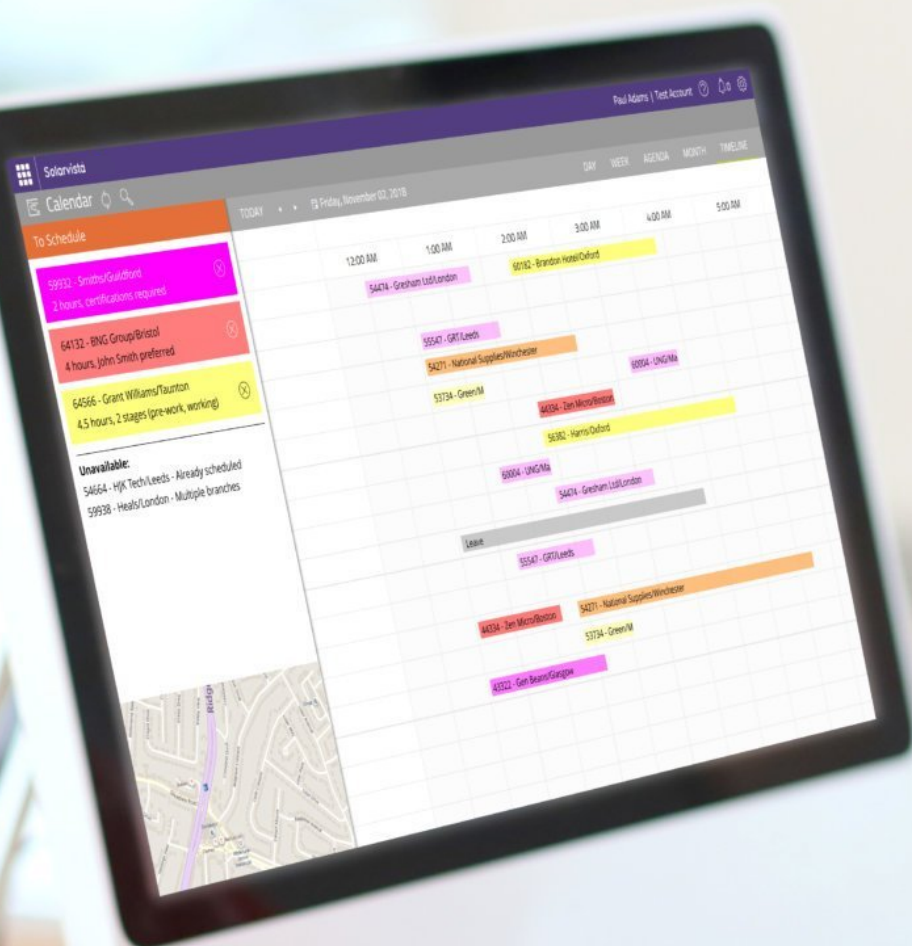 Paul Adams | Test Account
Solarvista
Calendar
TODAY
Friday, November 02, 2018
DAY WEEK AGENDA MONTH TIMELINE
To Schedule
59932 - Smiths/Guildford
2 hours, certifications required
64132 - BNG Group/Bristol
4 hours, John Smith preferred
64566 - Grant Williams/Taunton
4.5 hours, 2 stages (pre-work, working)
Unavailable:
54664 - HJK Tech/Leeds - Already scheduled
59938 - Heals/London - Multiple branches
12:00 AM 1:00 AM 2:00 AM 3:00 AM 4:00 AM 5:00 AM
54474 - Gresham Ltd/London
60182 - Brandon Hotel/Oxford
55547 - GRT/Leeds
54271 - National Supplies/Winchester
60004 - UNG/Ma
53734 - Green/M
44334 - Zen Micro/Boston
56382 - Harris/Oxford
60004 - UNG/Ma
54474 - Gresham Ltd/London
Leave
55547 - GRT/Leeds
54271 - National Supplies/Winchester
44334 - Zen Micro/Boston
53734 - Green/M
43322 - Gen Beans/Glasgow